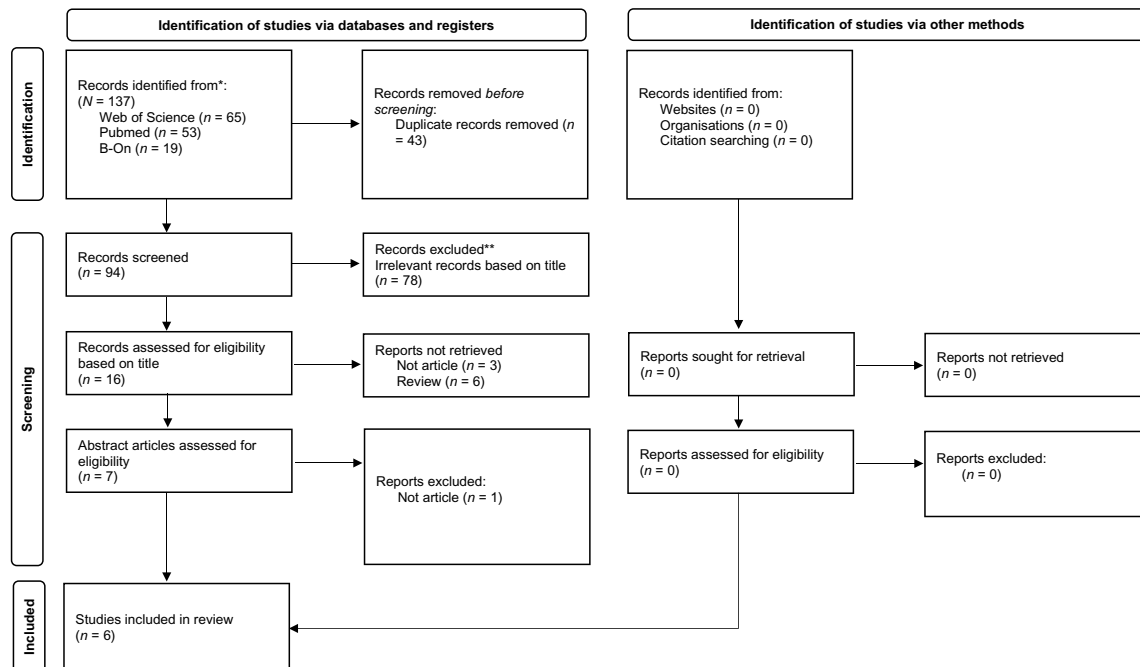 Identification of studies via databases and registers
Identification of studies via other methods
Identification
Records identified from*:
(N = 137)
Web of Science (n = 65)
Pubmed (n = 53)
B-On (n = 19)
Records removed before
screening:
Duplicate records removed (n
= 43)
Records identified from:
Websites (n = 0)
Organisations (n = 0)
Citation searching (n = 0)
Screening
Records screened
(n = 94)
Records excluded**
Irrelevant records based on title
(n = 78)
Records assessed for eligibility
based on title
(n = 16)
Reports not retrieved
Not article (n = 3)
Review (n = 6)
Reports sought for retrieval
(n = 0)
Reports not retrieved
(n = 0)
Abstract articles assessed for
eligibility
(n = 7)
Reports excluded:
Not article (n = 1)
Reports assessed for eligibility
(n = 0)
Reports excluded:
(n = 0)
Included
Studies included in review
(n = 6)